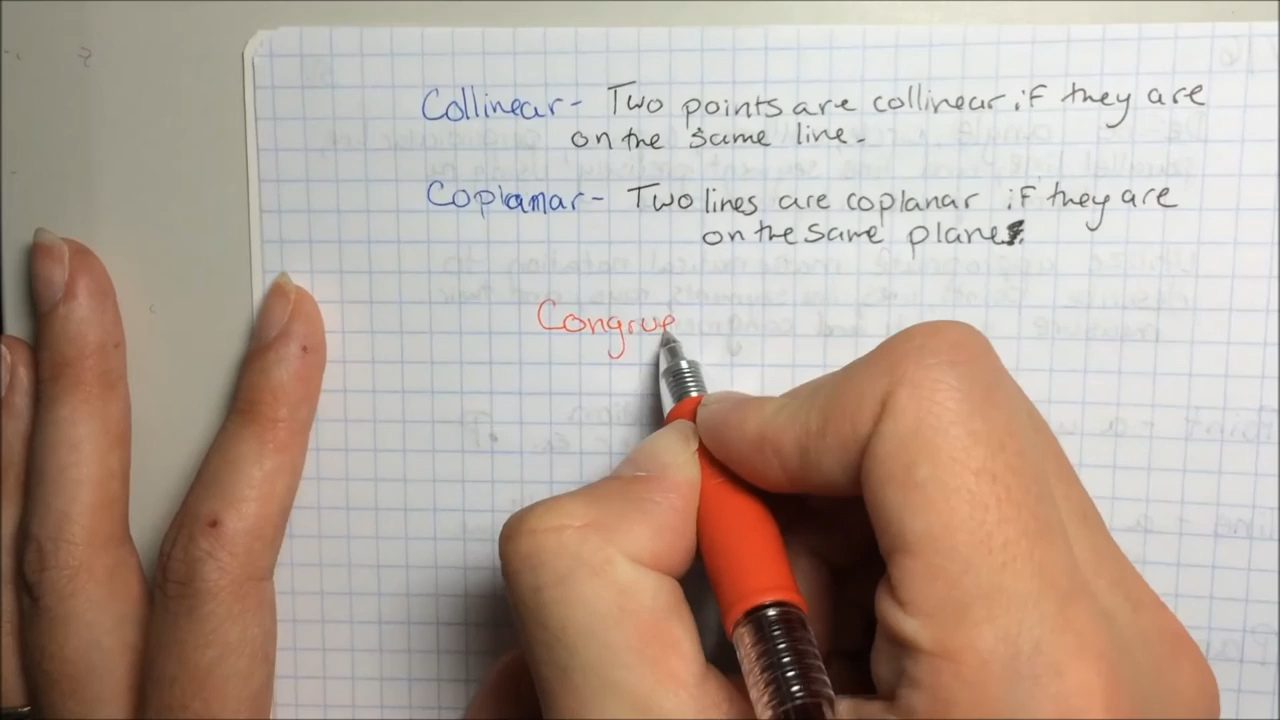 Collinear - Two points are collinear if they are
on the same line.
Coplanar - Two lines are coplanar if they are
on the same plane.
Congrue